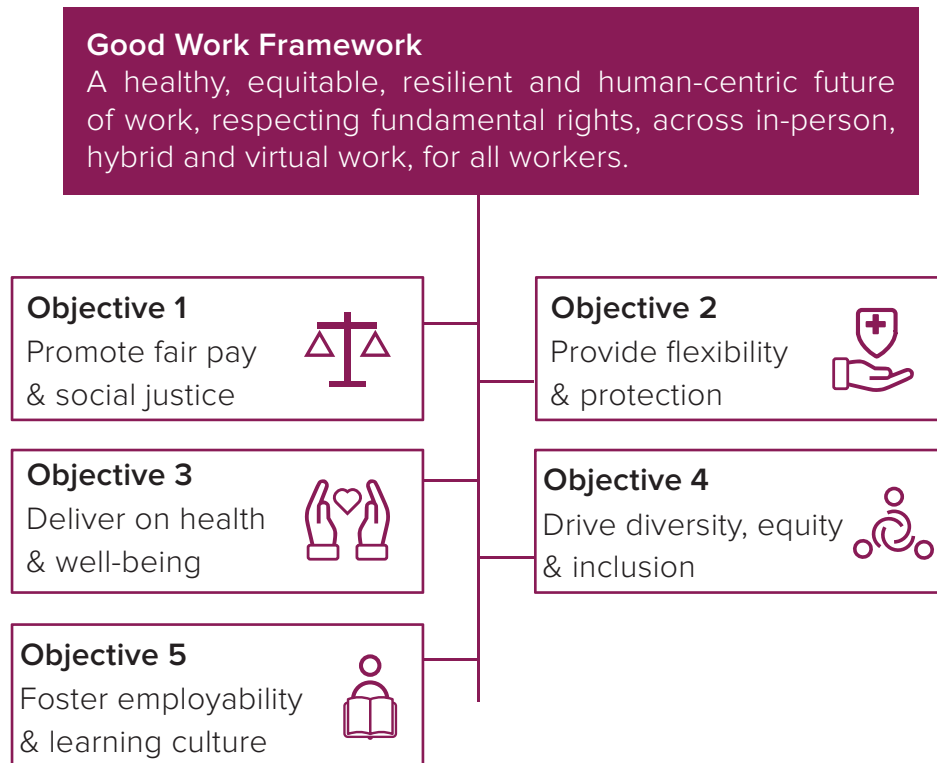 Good Work Framework
A healthy, equitable, resilient and human-centric future
of work, respecting fundamental rights, across in-person,
hybrid and virtual work, for all workers.
Objective 1
Promote fair pay
& social justice
Objective 2
Provide flexibility
& protection
Objective 3
Deliver on health
& well-being
Objective 4
Drive diversity, equity
& inclusion
Objective 5
Foster employability
& learning culture